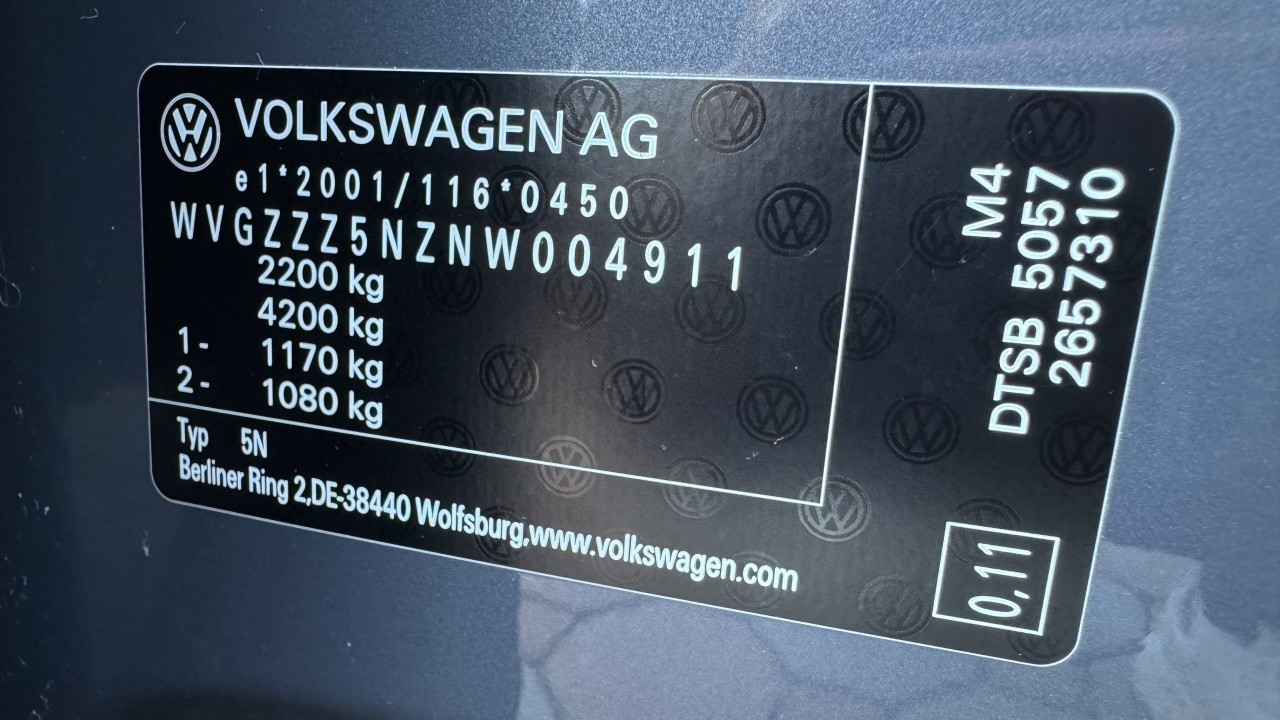 VOLKSWAGEN AG
e1*2001/116*0450
WVGZZZ5NZNW004911
2200 kg
4200 kg
1- 1170 kg
2- 1080 kg
Typ 5N
Berliner Ring 2,DE-38440 Wolfsburg,www.volkswagen.com
M4
DTSB 5057
2657310
0,11